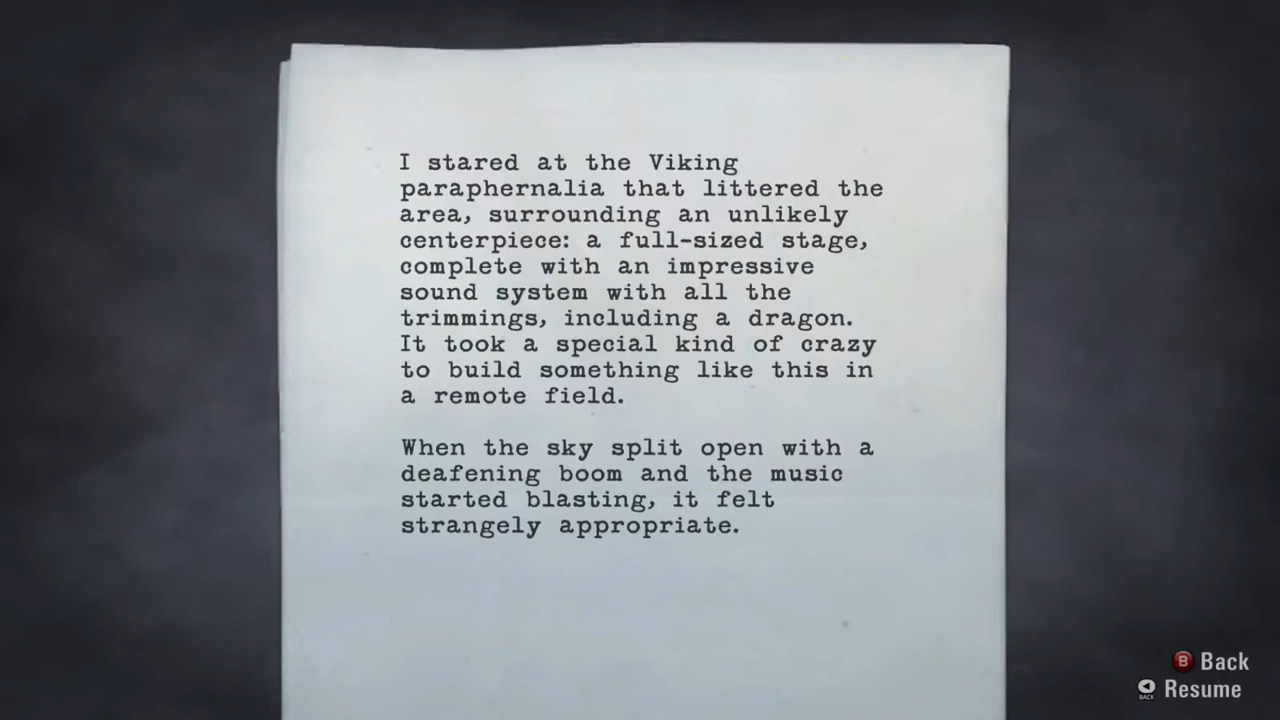 I stared at the Viking
paraphernalia that littered the
area, surrounding an unlikely
centerpiece: a full-sized stage,
complete with an impressive
sound system with all the
trimmings, including a dragon.
It took a special kind of crazy
to build something like this in
a remote field.
When the sky split open with a
deafening boom and the music
started blasting, it felt
strangely appropriate.
B Back
BACK Resume